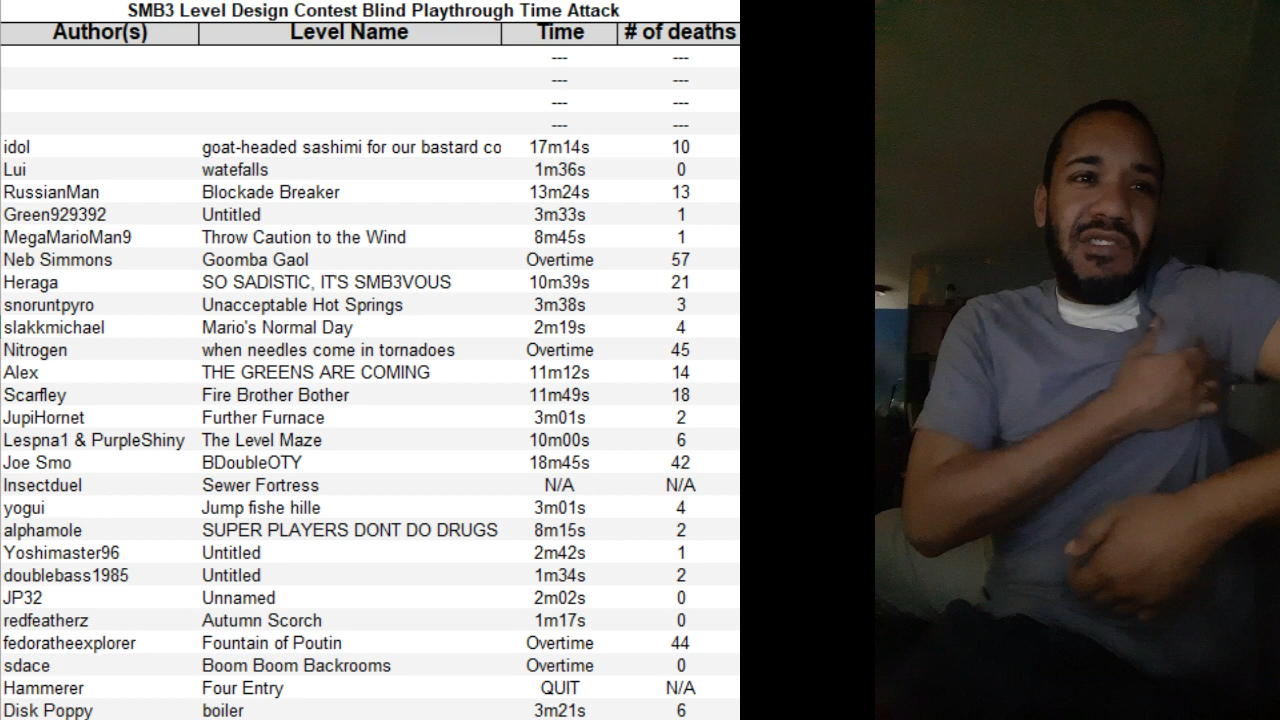 SMB3 Level Design Contest Blind Playthrough Time Attack
Author(s) Level Name Time # of deaths
--- ---
--- ---
--- ---
--- ---
idol goat-headed sashimi for our bastard co 17m14s 10
Lui watefalls 1m36s 0
RussianMan Blockade Breaker 13m24s 13
Green929392 Untitled 3m33s 1
MegaMarioMan9 Throw Caution to the Wind 8m45s 1
Neb Simmons Goomba Gaol Overtime 57
Heraga SO SADISTIC, IT'S SMB3VOUS 10m39s 21
snoruntpyro Unacceptable Hot Springs 3m38s 3
slakkmichael Mario's Normal Day 2m19s 4
Nitrogen when needles come in tornadoes Overtime 45
Alex THE GREENS ARE COMING 11m12s 14
Scarfley Fire Brother Bother 11m49s 18
JupiHornet Further Furnace 3m01s 2
Lespna1 & PurpleShiny The Level Maze 10m00s 6
Joe Smo BDoubleOTY 18m45s 42
Insectduel Sewer Fortress N/A N/A
yogui Jump fishe hille 3m01s 4
alphamole SUPER PLAYERS DONT DO DRUGS 8m15s 2
Yoshimaster96 Untitled 2m42s 1
doublebass1985 Untitled 1m34s 2
JP32 Unnamed 2m02s 0
redfeatherz Autumn Scorch 1m17s 0
fedoratheexplorer Fountain of Poutin Overtime 44
sdace Boom Boom Backrooms Overtime 0
Hammerer Four Entry QUIT N/A
Disk Poppy boiler 3m21s 6